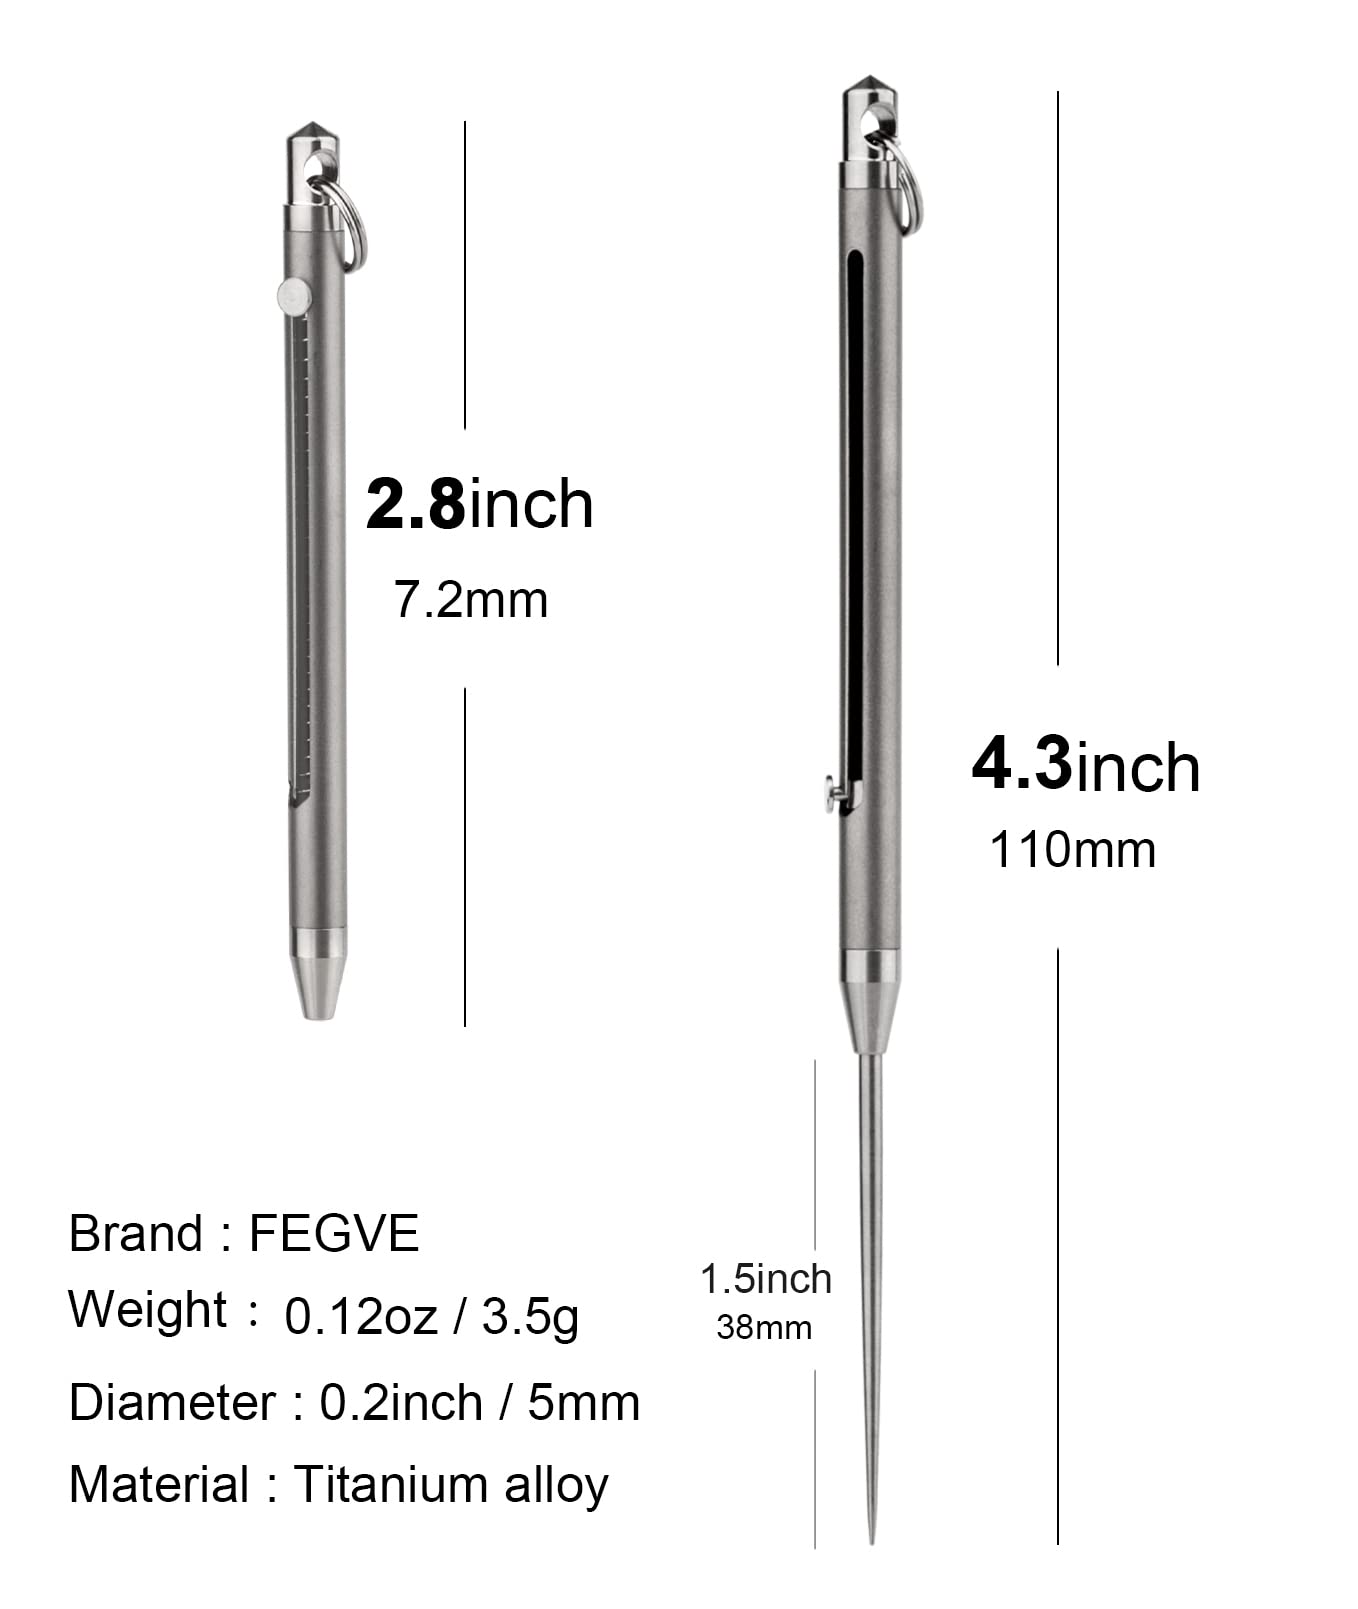 2.8inch
7.2mm
4.3inch
110mm
1.5inch
38mm
Brand : FEGVE
Weight : 0.12oz / 3.5g
Diameter : 0.2inch / 5mm
Material : Titanium alloy